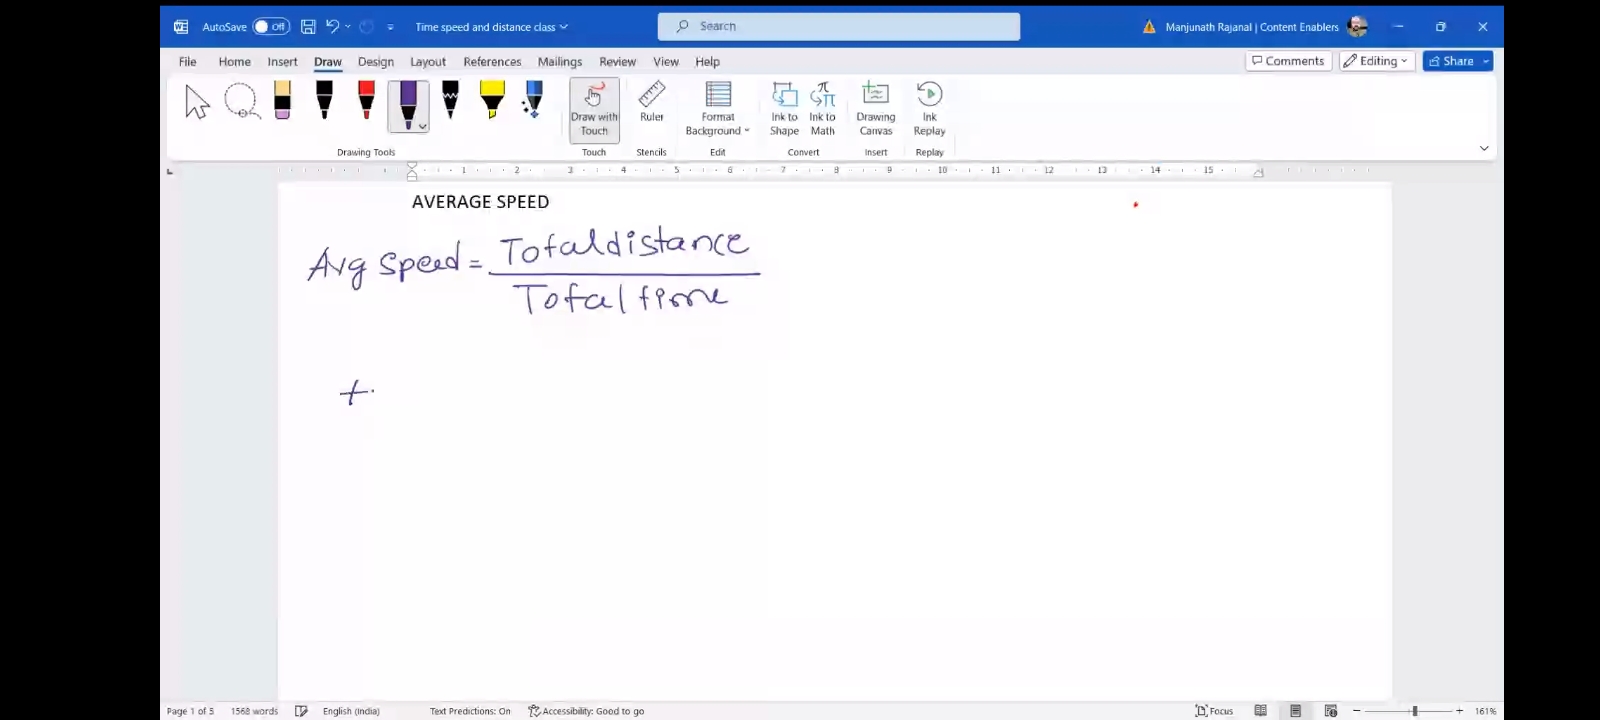 AutoSave Off Time speed and distance class Search Manjunath Rajanal | Content Enablers
File Home Insert Draw Design Layout References Mailings Review View Help Comments Editing Share
Draw with Touch Ruler Format Background Ink to Shape Ink to Math Drawing Canvas Ink Replay
Drawing Tools Touch Stencils Edit Convert Insert Replay
1 2 3 4 5 6 7 8 9 10 11 12 13 14 15
AVERAGE SPEED
Avg speed = Total distance
Total time
+
Page 1 of 5 1568 words English (India) Text Predictions: On Accessibility: Good to go Focus 161%